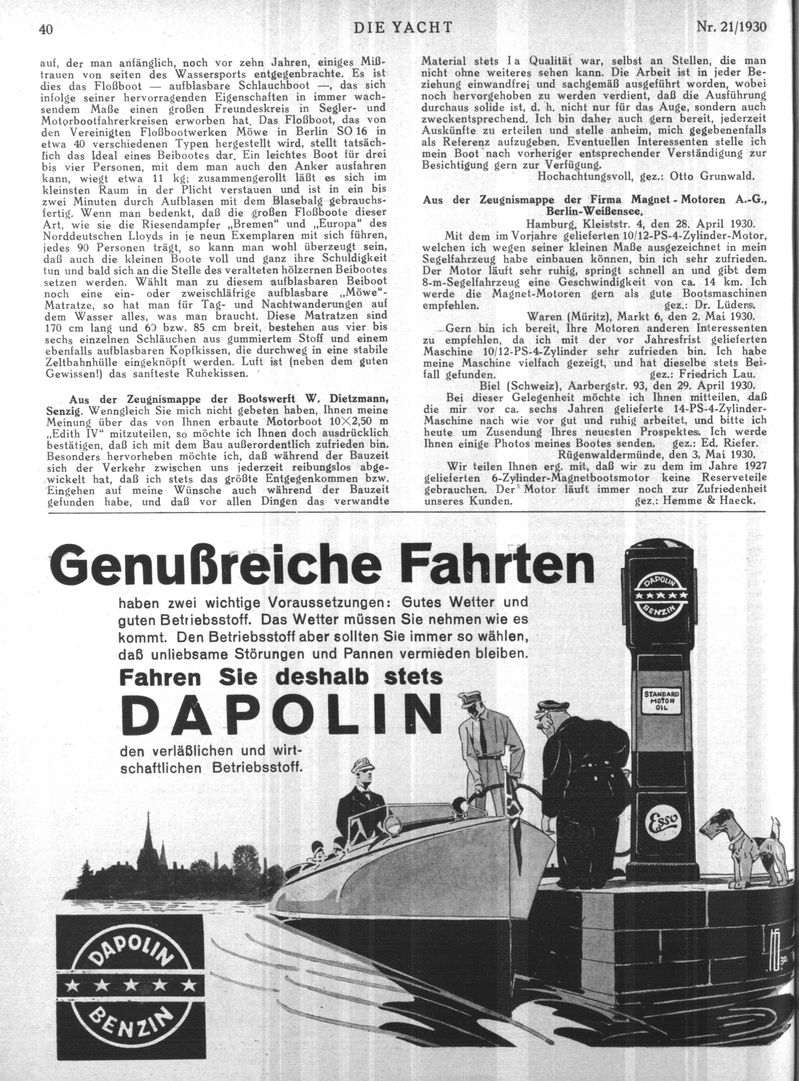 40
DIE YACHT
Nr. 21/1930
auf, der man anfänglich, noch vor zehn Jahren, einiges Miß-
trauen von seiten des Wassersports entgegenbrachte. Es ist
dies das Floßboot — aufblasbare Schlauchboot —, das sich
infolge seiner hervorragenden Eigenschaften in immer wach-
sendem Maße einen großen Freundeskreis in Segler- und
Motorbootfahrerkreisen erworben hat. Das Floßboot, das von
den Vereinigten Floßbootwerken Möwe in Berlin SO 16 in
etwa 40 verschiedenen Typen hergestellt wird, stellt tatsäch-
lich das Ideal eines Beibootes dar. Ein leichtes Boot für drei
bis vier Personen, mit dem man auch den Anker ausfahren
kann, wiegt etwa 11 kg; zusammengerollt läßt es sich im
kleinsten Raum in der Plicht verstauen und ist in ein bis
zwei Minuten durch Aufblasen mit dem Blasebalg gebrauchs-
fertig. Wenn man bedenkt, daß die großen Floßboote dieser
Art, wie sie die Riesendampfer „Bremen" und „Europa" des
Norddeutschen Lloyds in je neun Exemplaren mit sich führen,
jedes 90 Personen trägt, so kann man wohl überzeugt sein,
daß auch die kleinen Boote voll und ganz ihre Schuldigkeit
tun und bald sich an die Stelle des veralteten hölzernen Beibootes
setzen werden. Wählt man zu diesem aufblasbaren Beiboot
noch eine ein- oder zweischläfrige aufblasbare „Möwe"-
Matratze, so hat man für Tag- und Nachtwanderungen auf
dem Wasser alles, was man braucht. Diese Matratzen sind
170 cm lang und 60 bzw. 85 cm breit, bestehen aus vier bis
sechs einzelnen Schläuchen aus gummiertem Stoff und einem
ebenfalls aufblasbaren Kopfkissen, die durchweg in eine stabile
Zeltbahnhülle eingeknöpft werden. Luft ist (neben dem guten
Gewissen!) das sanfteste Ruhekissen.
Aus der Zeugnismappe der Bootswerft W. Dietzmann,
Senzig. Wenngleich Sie mich nicht gebeten haben, Ihnen meine
Meinung über das von Ihnen erbaute Motorboot 10×2,50 m
„Edith IV" mitzuteilen, so möchte ich Ihnen doch ausdrücklich
bestätigen, daß ich mit dem Bau außerordentlich zufrieden bin.
Besonders hervorheben möchte ich, daß während der Bauzeit
sich der Verkehr zwischen uns jederzeit reibungslos abge-
wickelt hat, daß ich stets das größte Entgegenkommen bzw.
Eingehen auf meine Wünsche auch während der Bauzeit
gefunden habe, und daß vor allen Dingen das verwandte
Material stets I a Qualität war, selbst an Stellen, die man
nicht ohne weiteres sehen kann. Die Arbeit ist in jeder Be-
ziehung einwandfrei und sachgemäß ausgeführt worden, wobei
noch hervorgehoben zu werden verdient, daß die Ausführung
durchaus solide ist, d. h. nicht nur für das Auge, sondern auch
zweckentsprechend. Ich bin daher auch gern bereit, jederzeit
Auskünfte zu erteilen und stelle anheim, mich gegebenenfalls
als Referenz aufzugeben. Eventuellen Interessenten stelle ich
mein Boot nach vorheriger entsprechender Verständigung zur
Besichtigung gern zur Verfügung.
Hochachtungsvoll, gez.: Otto Grunwald.
Aus der Zeugnismappe der Firma Magnet-Motoren A.-G.,
Berlin-Weißensee.
Hamburg, Kleiststr. 4, den 28. April 1930.
Mit dem im Vorjahre gelieferten 10/12-PS-4-Zylinder-Motor,
welchen ich wegen seiner kleinen Maße ausgezeichnet in mein
Segelfahrzeug habe einbauen können, bin ich sehr zufrieden.
Der Motor läuft sehr ruhig, springt schnell an und gibt dem
8-m-Segelfahrzeug eine Geschwindigkeit von ca. 14 km. Ich
werde die Magnet-Motoren gern als gute Bootsmaschinen
empfehlen. gez.: Dr. Lüders.
Waren (Müritz), Markt 6, den 2. Mai 1930.
Gern bin ich bereit, Ihre Motoren anderen Interessenten
zu empfehlen, da ich mit der vor Jahresfrist gelieferten
Maschine 10/12-PS-4-Zylinder sehr zufrieden bin. Ich habe
meine Maschine vielfach gezeigt, und hat dieselbe stets Bei-
fall gefunden. gez.: Friedrich Lau.
Biel (Schweiz), Aarbergstr. 93, den 29. April 1930.
Bei dieser Gelegenheit möchte ich Ihnen mitteilen, daß
die mir vor ca. sechs Jahren gelieferte 14-PS-4-Zylinder-
Maschine nach wie vor gut und ruhig arbeitet, und bitte ich
heute um Zusendung Ihres neuesten Prospektes. Ich werde
Ihnen einige Photos meines Bootes senden. gez.: Ed. Riefer.
Rügenwaldermünde, den 3. Mai 1930.
Wir teilen Ihnen erg. mit, daß wir zu dem im Jahre 1927
gelieferten 6-Zylinder-Magnetbootsmotor keine Reserveteile
gebrauchen. Der Motor läuft immer noch zur Zufriedenheit
unseres Kunden. gez.: Hemme & Haeck.
Genußreiche Fahrten
haben zwei wichtige Voraussetzungen: Gutes Wetter und
guten Betriebsstoff. Das Wetter müssen Sie nehmen wie es
kommt. Den Betriebsstoff aber sollten Sie immer so wählen,
daß unliebsame Störungen und Pannen vermieden bleiben.
Fahren Sie deshalb stets
DAPOLIN
den verläßlichen und wirt-
schaftlichen Betriebsstoff.
DAPOLIN
BENZIN
STANDARD
MOTOR
OIL
Esso
DAPOLIN
BENZIN
30.